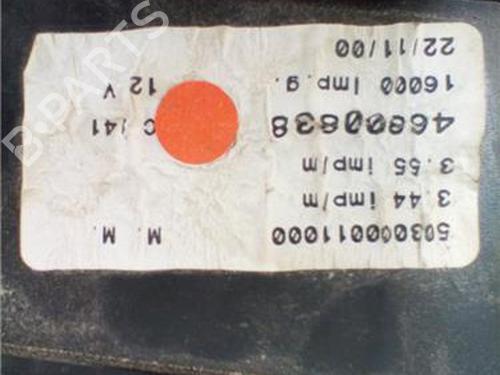 503000011000 M. M.
3.44 imp/m
3.55 imp/m
46800838 C 141
16000 Imp.g. 12 V
22/11/00
B-PARTS